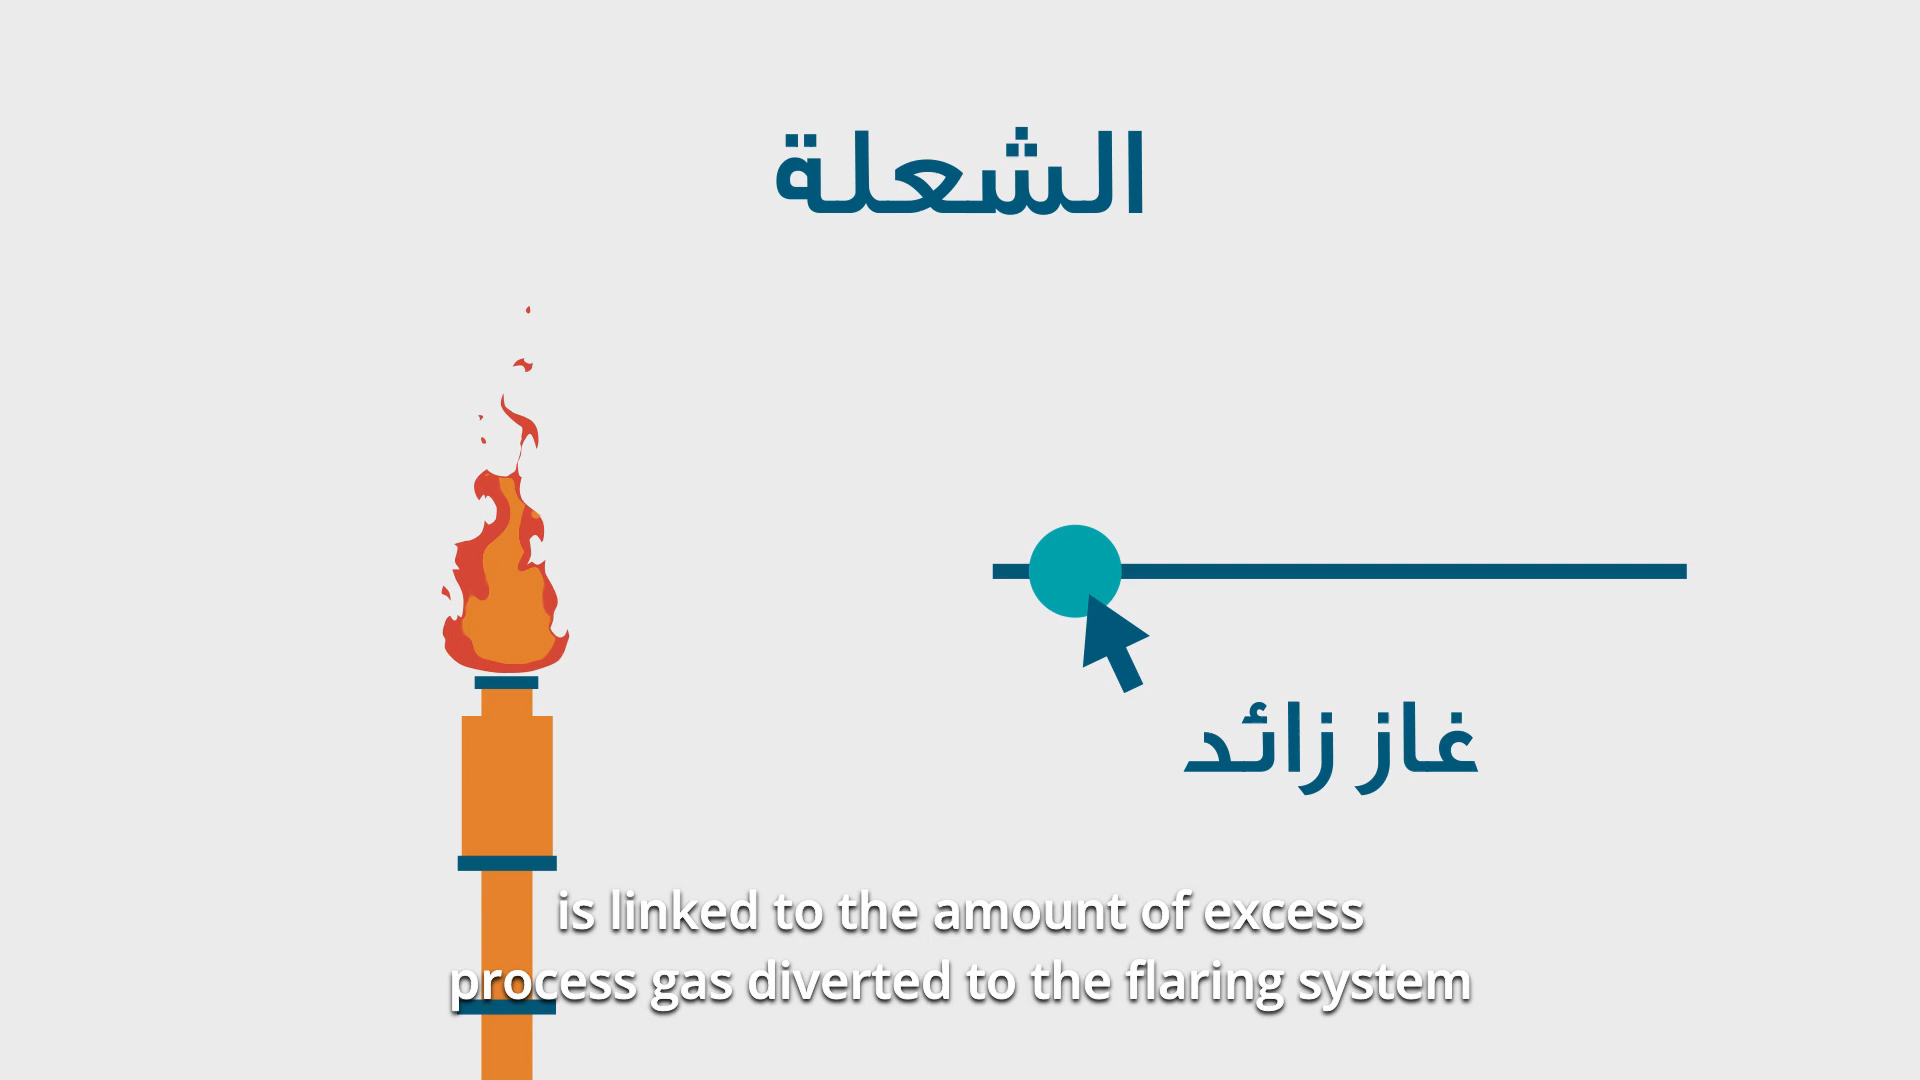 الشعلة
غاز زائد
is linked to the amount of excess
process gas diverted to the flaring system